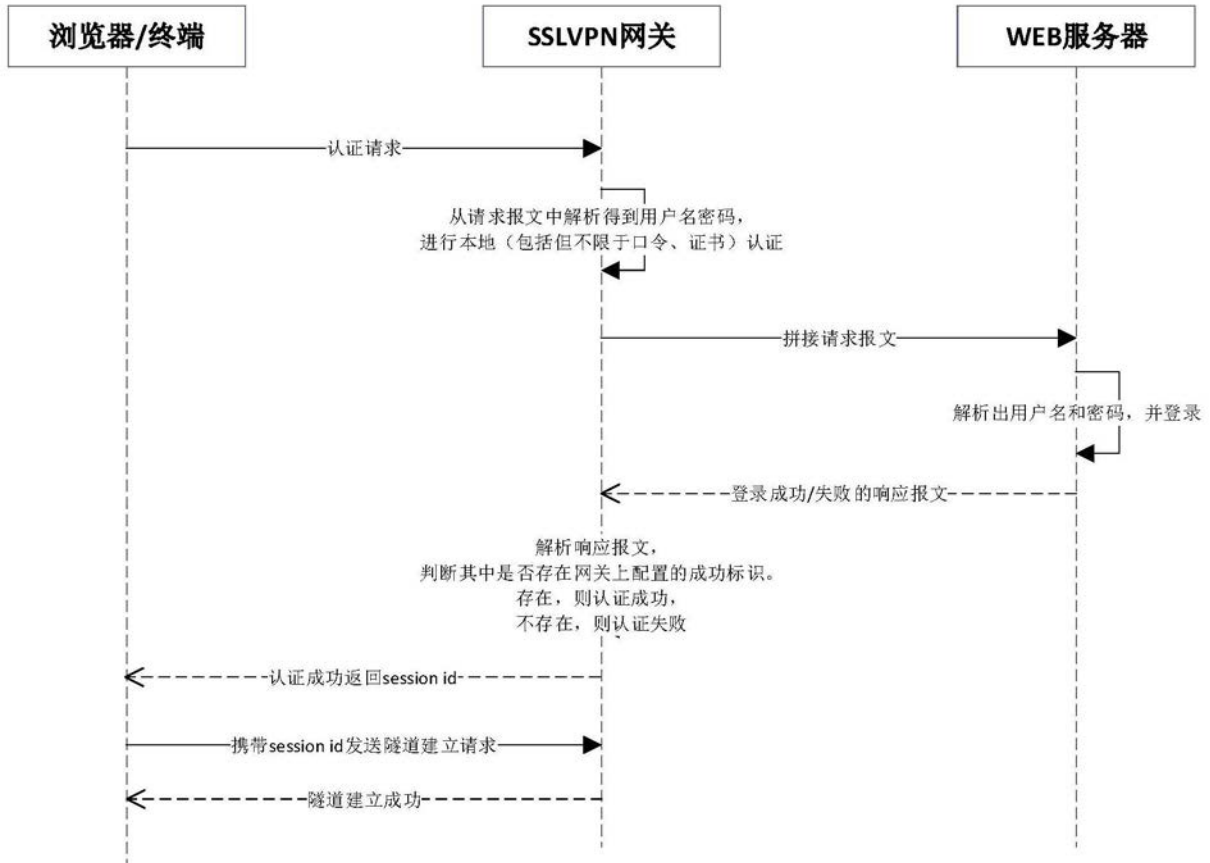 浏览器/终端
SSLVPN网关
WEB服务器
认证请求
从请求报文中解析得到用户名密码，
进行本地（包括但不限于口令、证书）认证
拼接请求报文
解析出用户名和密码，并登录
登录成功/失败的响应报文
解析响应报文，
判断其中是否存在网关上配置的成功标识。
存在，则认证成功，
不存在，则认证失败
认证成功返回session id
携带session id发送隧道建立请求
隧道建立成功